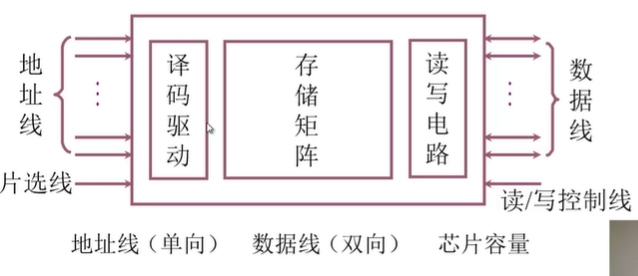 地址线
译码驱动
存储矩阵
读写电路
数据线
片选线
读/写控制线
地址线（单向） 数据线（双向） 芯片容量